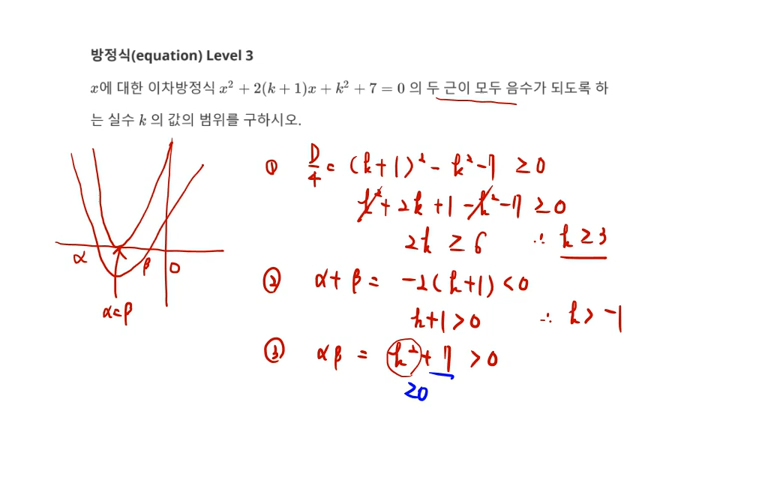 방정식(equation) Level 3
x에 대한 이차방정식 x² + 2(k + 1)x + k² + 7 = 0 의 두 근이 모두 음수가 되도록 하
는 실수 k 의 값의 범위를 구하시오.
① D/4 = (k+1)² - k² - 7 ≥ 0
k² + 2k + 1 - k² - 7 ≥ 0
2k ≥ 6 ∴ k ≥ 3
② α + β = -2(k+1) < 0
k+1 > 0 ∴ k > -1
③ αβ = k² + 7 > 0
≥0
α β 0
α=β